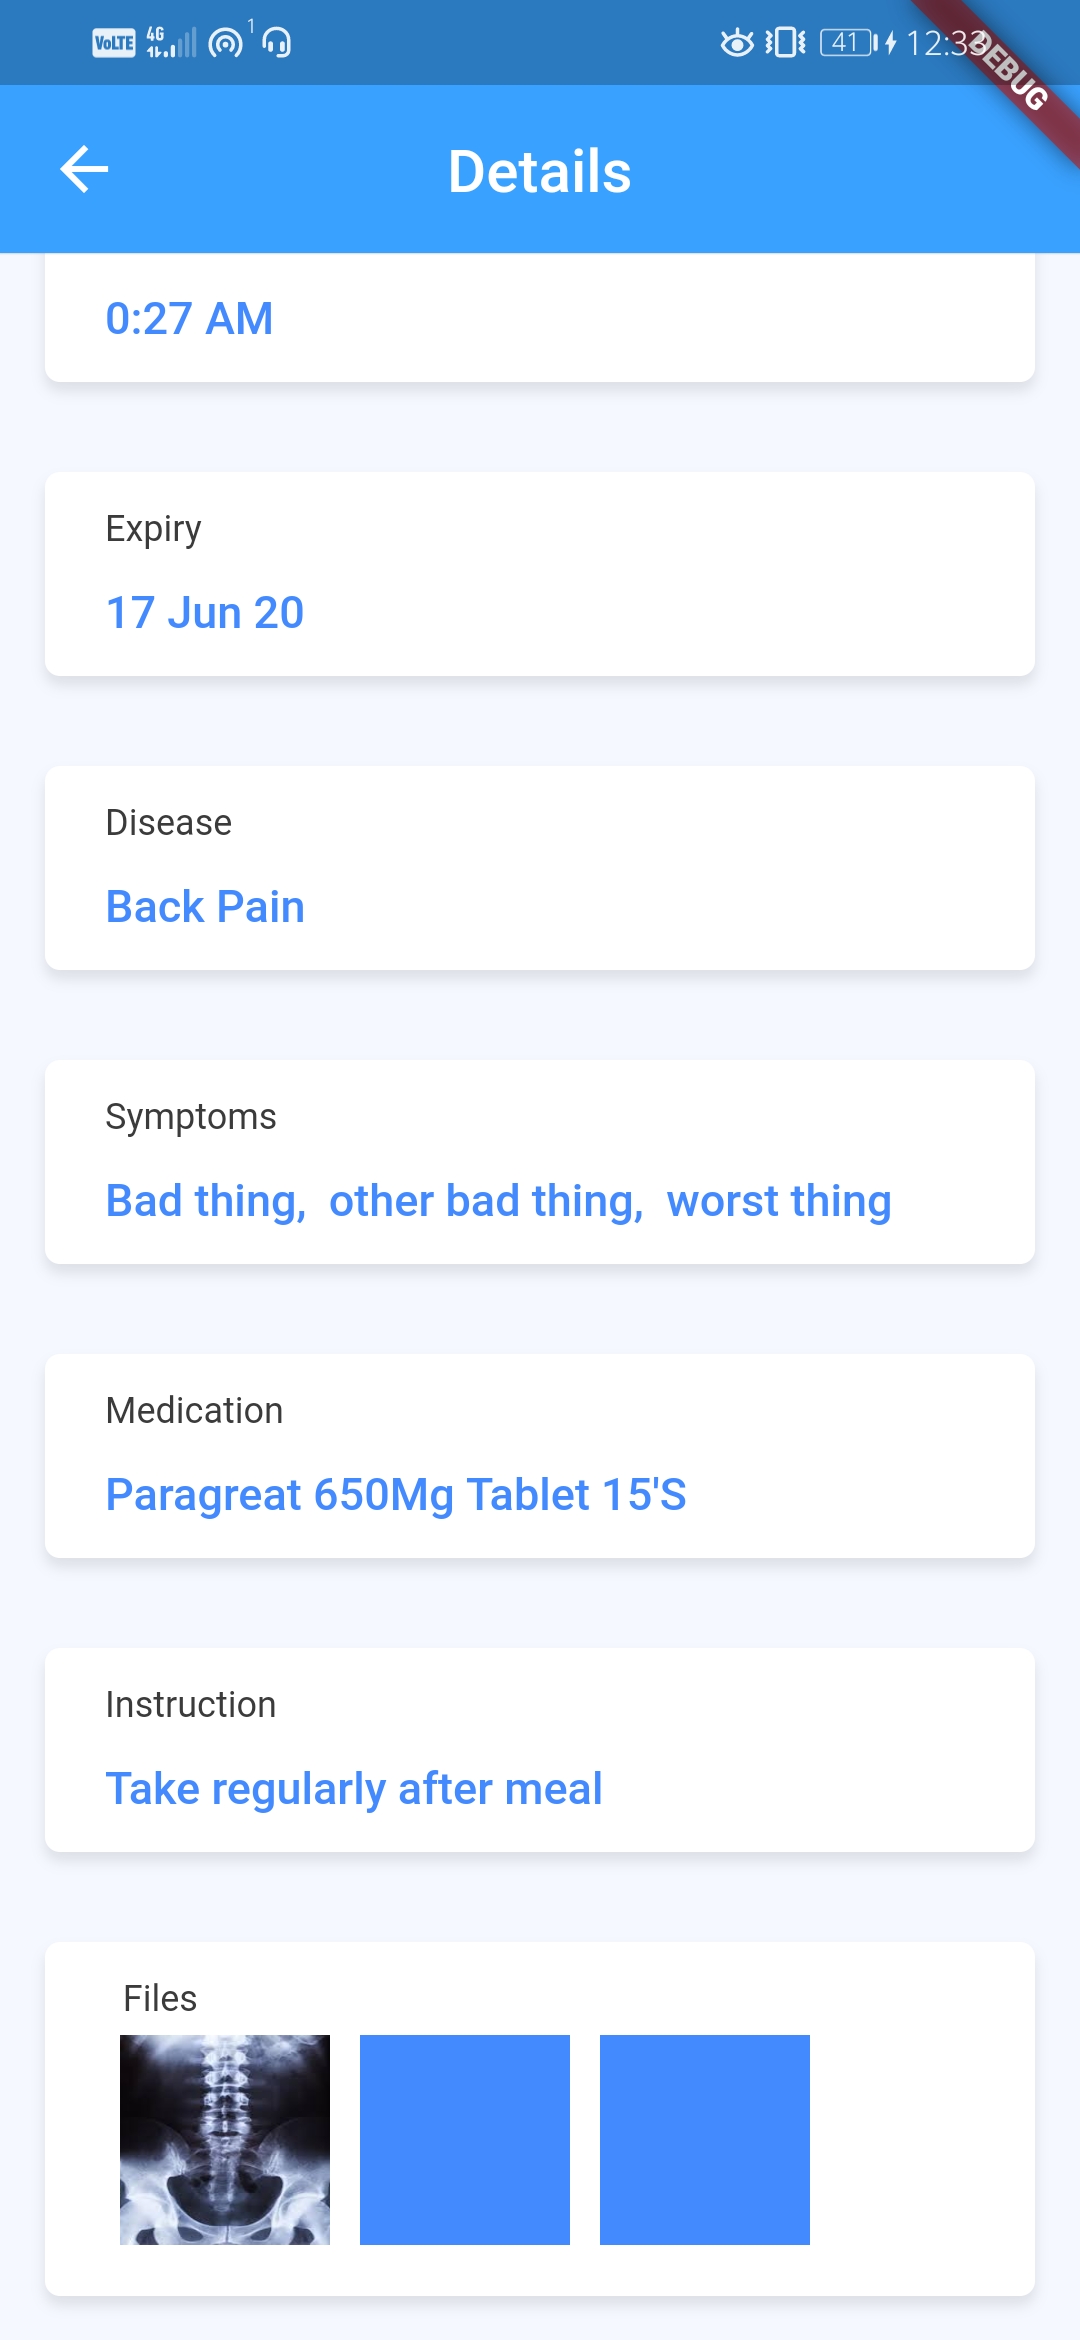 VoLTE 4G 1 41 12:33
DEBUG
Details
0:27 AM
Expiry
17 Jun 20
Disease
Back Pain
Symptoms
Bad thing,  other bad thing,  worst thing
Medication
Paragreat 650Mg Tablet 15'S
Instruction
Take regularly after meal
Files